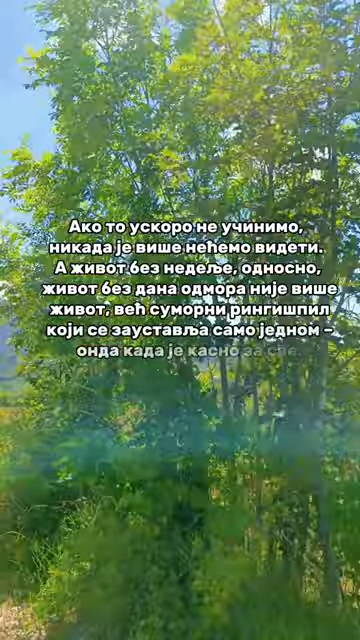 Ако то ускоро не учинимо,
никада је више нећемо видети.
А живот без недеље, односно,
живот без дана одмора није више
живот, већ суморни рингишпил
који се зауставља само једном –
онда када је касно за све.